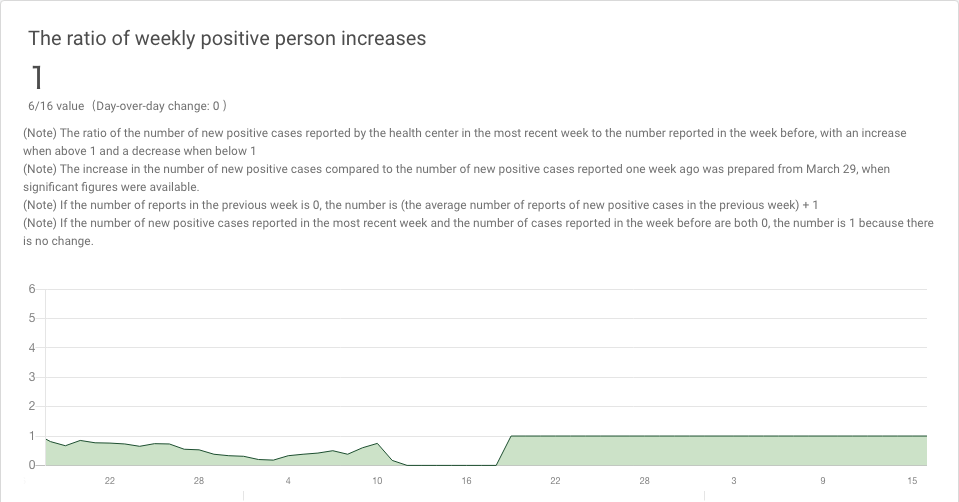 The ratio of weekly positive person increases
1
6/16 value（Day-over-day change: 0 ）
(Note) The ratio of the number of new positive cases reported by the health center in the most recent week to the number reported in the week before, with an increase
when above 1 and a decrease when below 1
(Note) The increase in the number of new positive cases compared to the number of new positive cases reported one week ago was prepared from March 29, when
significant figures were available.
(Note) If the number of reports in the previous week is 0, the number is (the average number of reports of new positive cases in the previous week) + 1
(Note) If the number of new positive cases reported in the most recent week and the number of cases reported in the week before are both 0, the number is 1 because there
is no change.
6
5
4
3
2
1
0
22 28 4 10 16 22 28 3 9 15